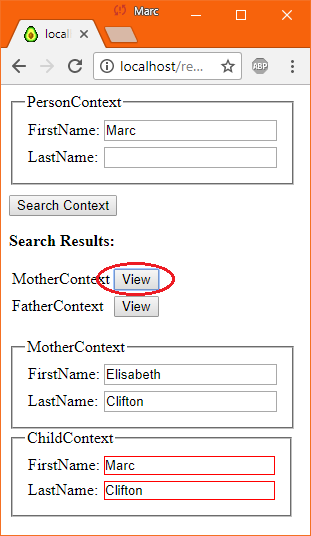 Marc
local
localhost/re...
ABP
PersonContext
FirstName: Marc
LastName:
Search Context
Search Results:
MotherContext View
FatherContext View
MotherContext
FirstName: Elisabeth
LastName: Clifton
ChildContext
FirstName: Marc
LastName: Clifton